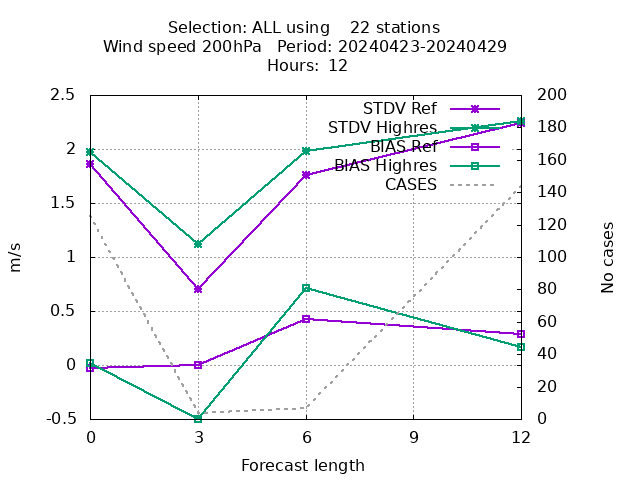 Selection: ALL using    22 stations
Wind speed 200hPa   Period: 20240423-20240429
Hours:  12
STDV Ref
STDV Highres
BIAS Ref
BIAS Highres
CASES
2.5
2
1.5
1
0.5
0
-0.5
m/s
200
180
160
140
120
100
80
60
40
20
0
No cases
0 3 6 9 12
Forecast length